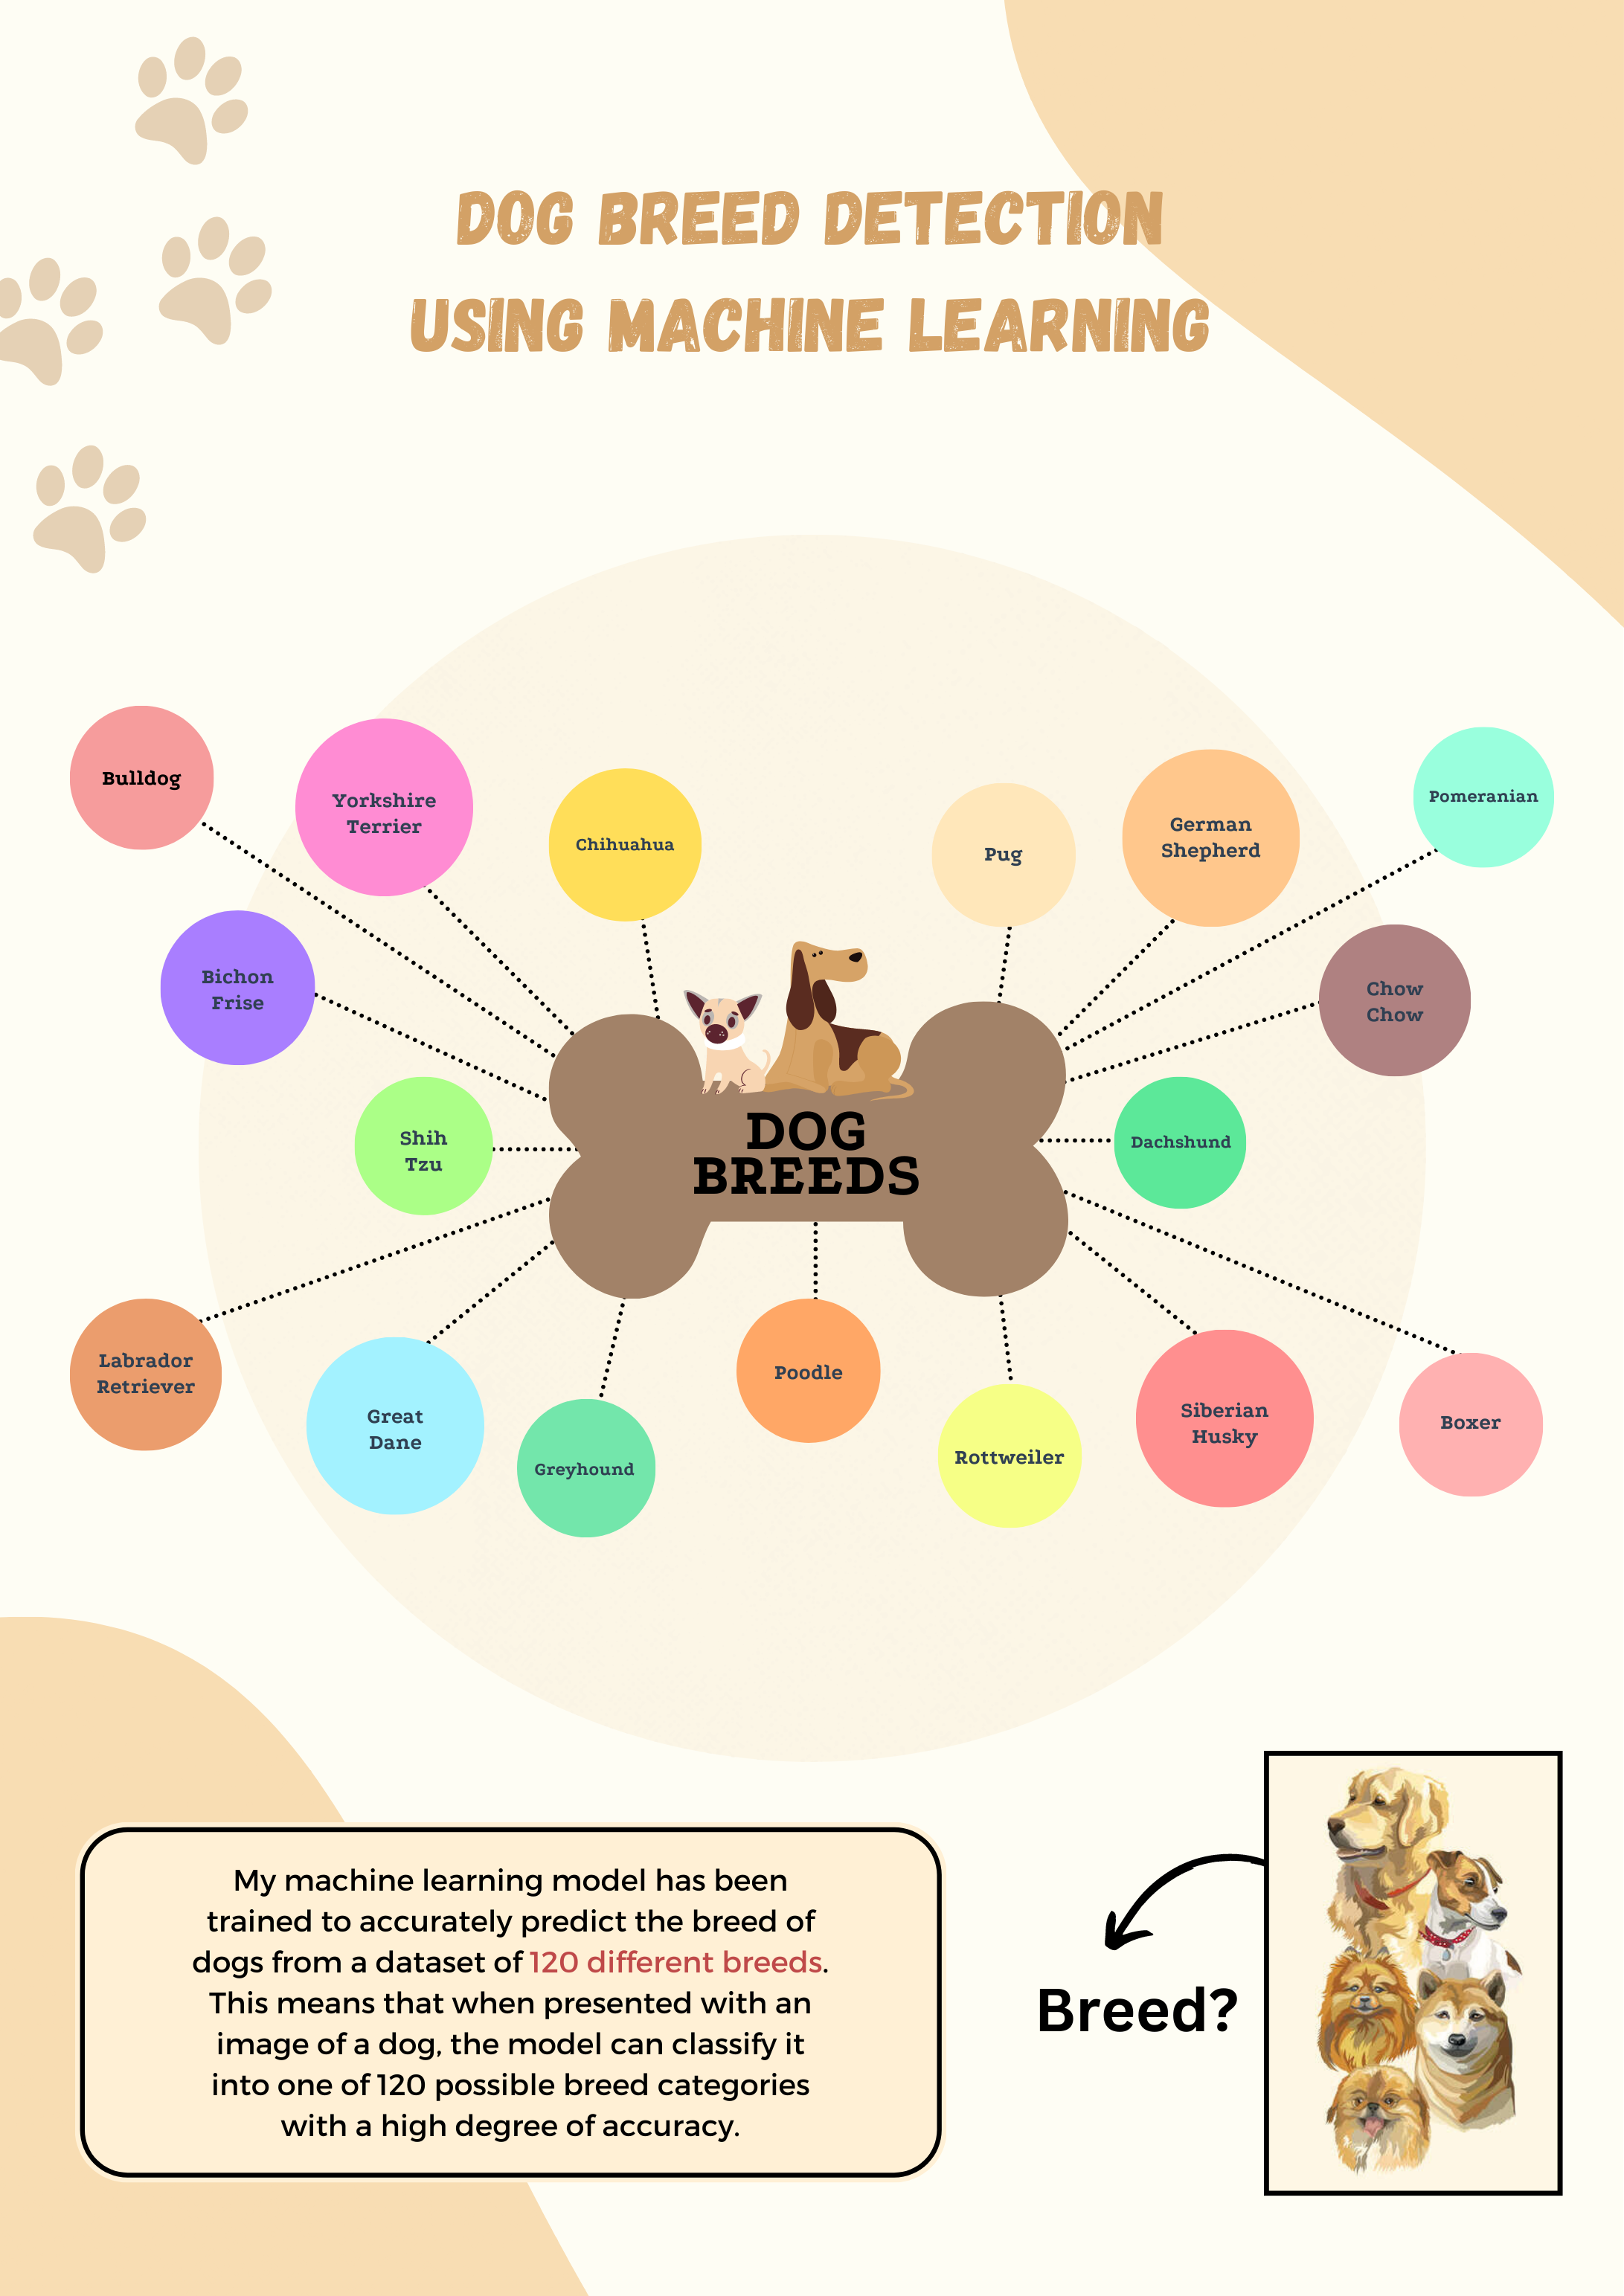 DOG BREED DETECTION
USING MACHINE LEARNING
Bulldog
Yorkshire
Terrier
Chihuahua
Pug
German
Shepherd
Pomeranian
Bichon
Frise
Chow
Chow
Shih
Tzu
DOG
BREEDS
Dachshund
Labrador
Retriever
Great
Dane
Greyhound
Poodle
Rottweiler
Siberian
Husky
Boxer
My machine learning model has been
trained to accurately predict the breed of
dogs from a dataset of 120 different breeds.
This means that when presented with an
image of a dog, the model can classify it
into one of 120 possible breed categories
with a high degree of accuracy.
Breed?